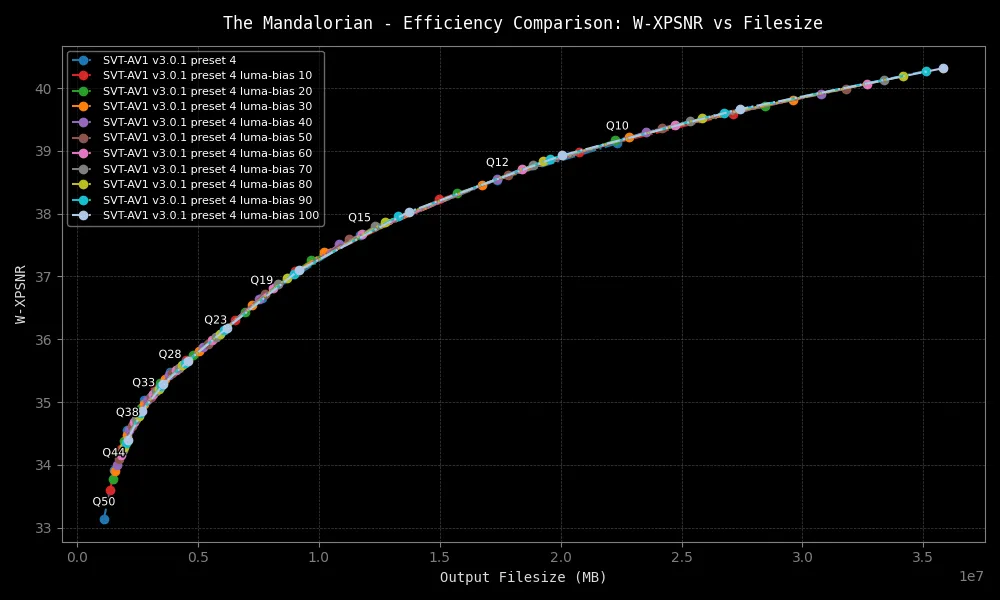 The Mandalorian - Efficiency Comparison: W-XPSNR vs Filesize
SVT-AV1 v3.0.1 preset 4
SVT-AV1 v3.0.1 preset 4 luma-bias 10
SVT-AV1 v3.0.1 preset 4 luma-bias 20
SVT-AV1 v3.0.1 preset 4 luma-bias 30
SVT-AV1 v3.0.1 preset 4 luma-bias 40
SVT-AV1 v3.0.1 preset 4 luma-bias 50
SVT-AV1 v3.0.1 preset 4 luma-bias 60
SVT-AV1 v3.0.1 preset 4 luma-bias 70
SVT-AV1 v3.0.1 preset 4 luma-bias 80
SVT-AV1 v3.0.1 preset 4 luma-bias 90
SVT-AV1 v3.0.1 preset 4 luma-bias 100
40
39
38
37
36
35
34
33
W-XPSNR
Q10
Q12
Q15
Q19
Q23
Q28
Q33
Q38
Q44
Q50
0.0 0.5 1.0 1.5 2.0 2.5 3.0 3.5
1e7
Output Filesize (MB)